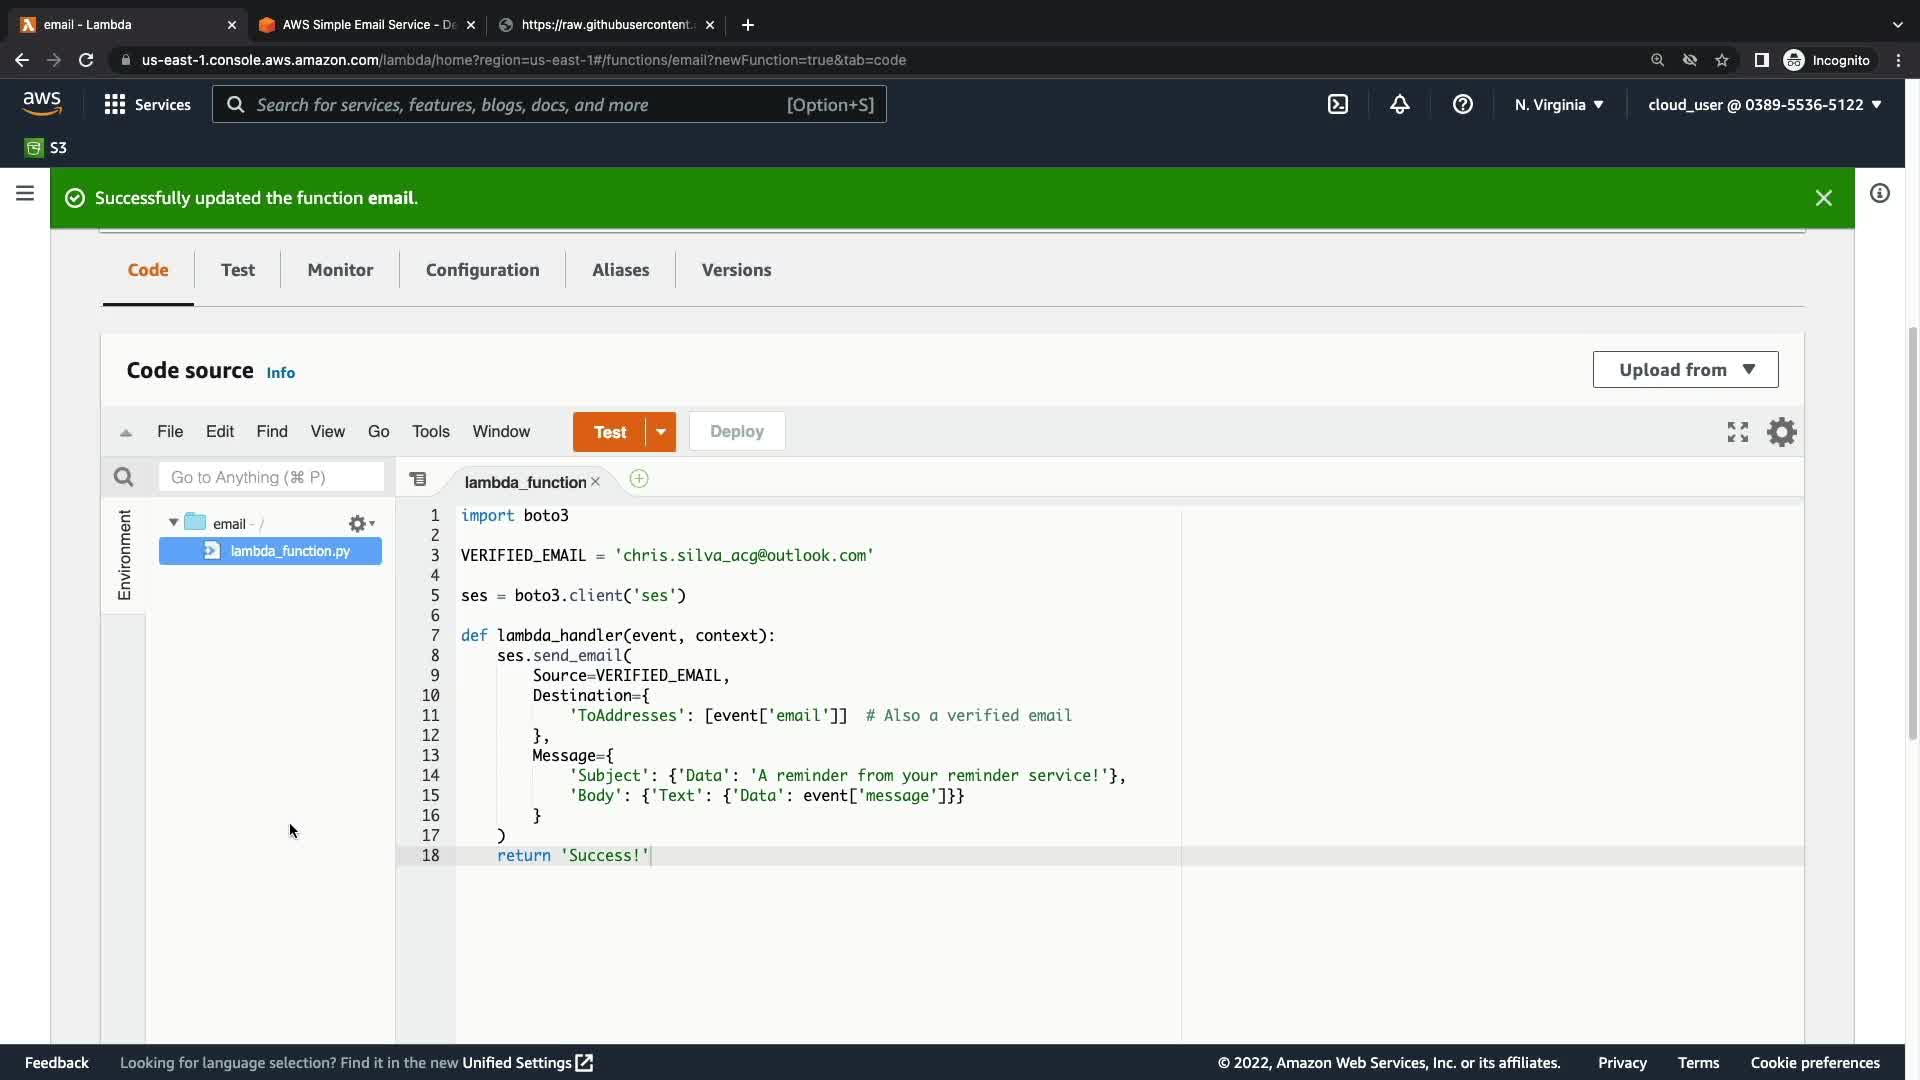 email - Lambda
AWS Simple Email Service - De
https://raw.githubusercontent.
us-east-1.console.aws.amazon.com/lambda/home?region=us-east-1#/functions/email?newFunction=true&tab=code
Incognito
aws
Services
Search for services, features, blogs, docs, and more
[Option+S]
N. Virginia
cloud_user @ 0389-5536-5122
S3
Successfully updated the function email.
Code
Test
Monitor
Configuration
Aliases
Versions
Code source
Info
Upload from
File
Edit
Find
View
Go
Tools
Window
Test
Deploy
Go to Anything (⌘ P)
lambda_function
Environment
email - /
lambda_function.py
1 import boto3
2
3 VERIFIED_EMAIL = 'chris.silva_acg@outlook.com'
4
5 ses = boto3.client('ses')
6
7 def lambda_handler(event, context):
8     ses.send_email(
9         Source=VERIFIED_EMAIL,
10         Destination={
11             'ToAddresses': [event['email']]  # Also a verified email
12         },
13         Message={
14             'Subject': {'Data': 'A reminder from your reminder service!'},
15             'Body': {'Text': {'Data': event['message']}}
16         }
17     )
18     return 'Success!'
Feedback
Looking for language selection? Find it in the new Unified Settings
© 2022, Amazon Web Services, Inc. or its affiliates.
Privacy
Terms
Cookie preferences